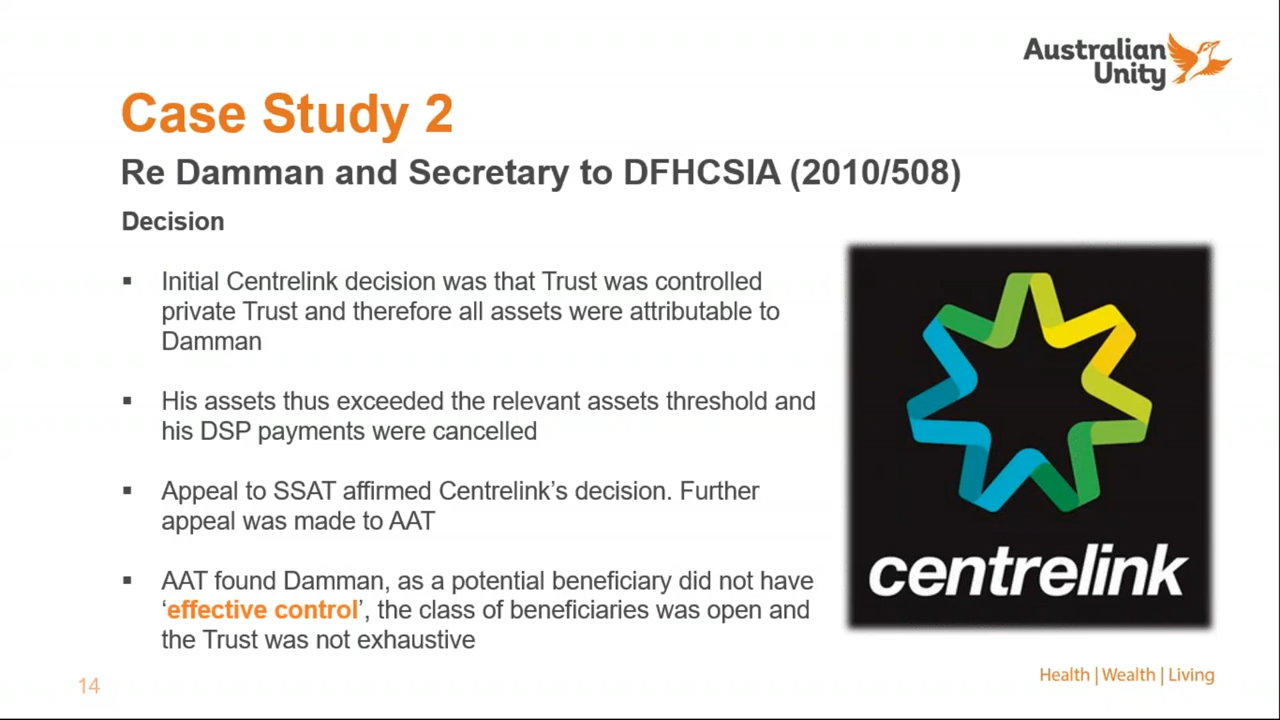 Australian
Unity
Case Study 2
Re Damman and Secretary to DFHCSIA (2010/508)
Decision
▪ Initial Centrelink decision was that Trust was controlled
private Trust and therefore all assets were attributable to
Damman
▪ His assets thus exceeded the relevant assets threshold and
his DSP payments were cancelled
▪ Appeal to SSAT affirmed Centrelink’s decision. Further
appeal was made to AAT
▪ AAT found Damman, as a potential beneficiary did not have
‘effective control’, the class of beneficiaries was open and
the Trust was not exhaustive
centrelink
14
Health | Wealth | Living